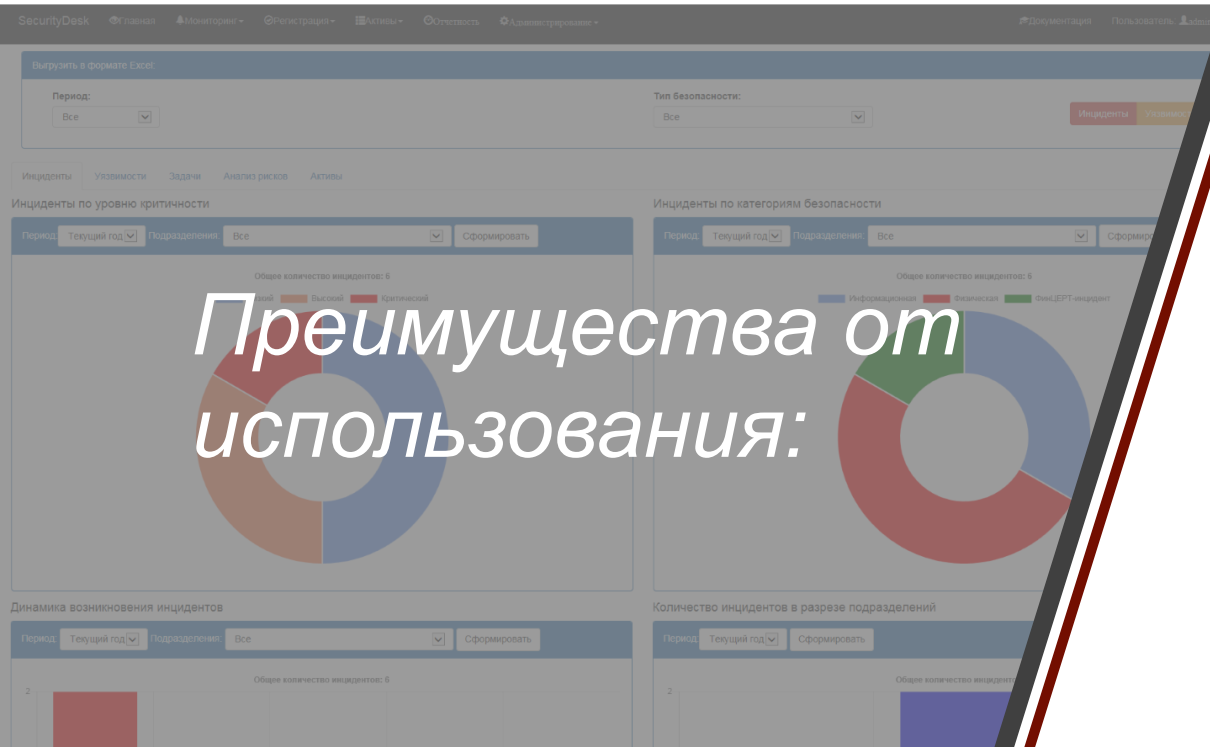 SecurityDesk Главная Мониторинг Регистрация Активы Отчетность Администрирование Документация Пользователь:
Выгрузить в формате Excel:
Период: Тип безопасности:
Все Все Инциденты
Инциденты Уязвимости Задачи Анализ рисков Активы
Инциденты по уровню критичности Инциденты по категориям безопасности
Период: Текущий год Подразделения: Все Сформировать Период: Текущий год Подразделения: Все
Общее количество инцидентов: 6 Общее количество инцидентов: 6
Высокий Критический Информационная Физическая ФинЦЕРТ-инцидент
Преимущества от
использования:
Динамика возникновения инцидентов Количество инцидентов в разрезе подразделений
Период: Текущий год Подразделения: Все Сформировать Период: Текущий год Сформировать
Общее количество инцидентов: 6 Общее количество
2 2